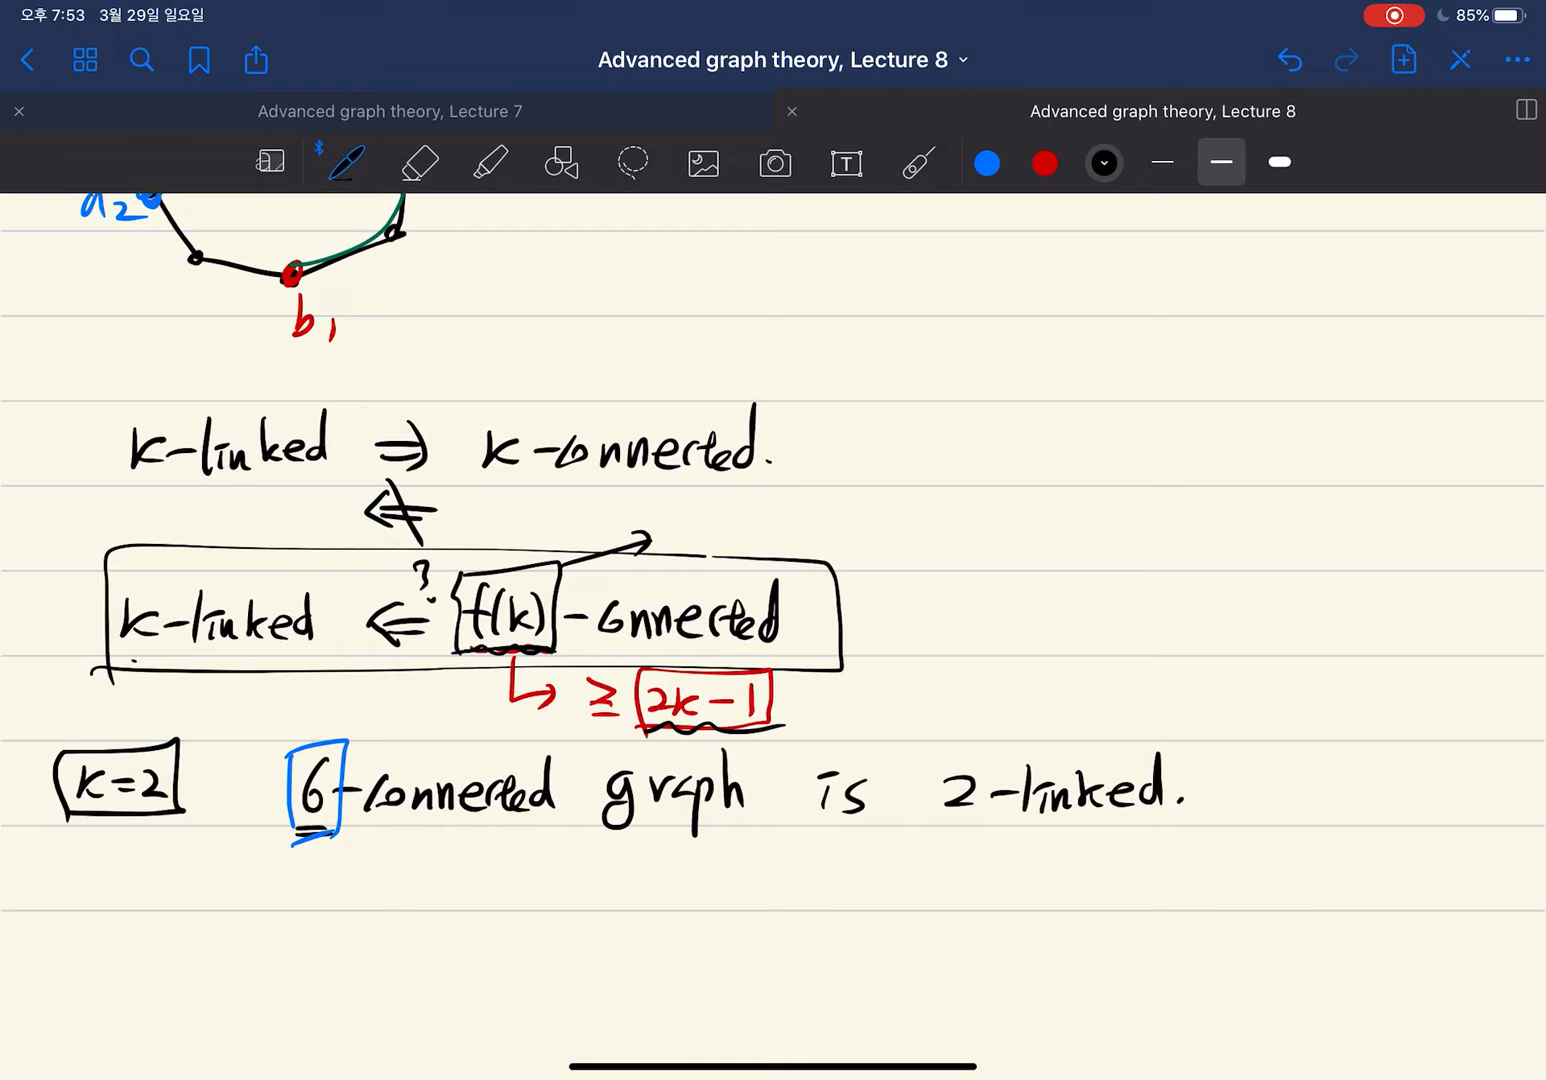 오후 7:53 3월 29일 일요일 85%
Advanced graph theory, Lecture 8
Advanced graph theory, Lecture 7
Advanced graph theory, Lecture 8
T
a2
b1
k-linked ⇒ k-connected.
⇍
?
k-linked ⇐ f(k)-connected
↳ ≥ 2k-1
k=2 6-connected graph is 2-linked.